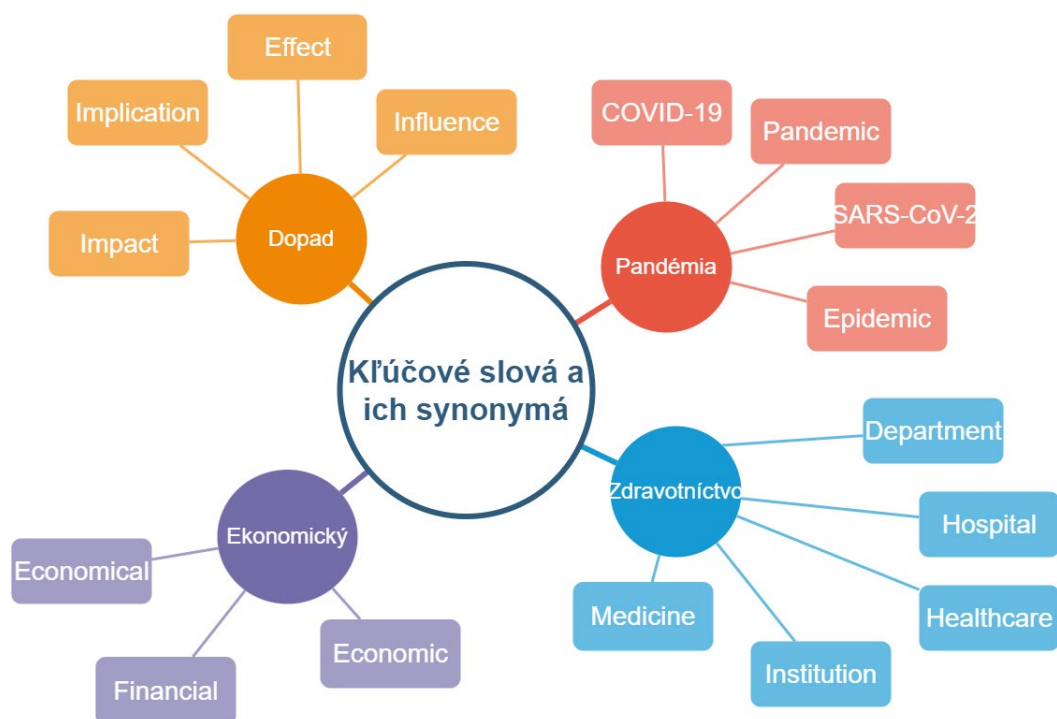 Effect
Implication
Influence
Impact
Dopad
COVID-19
Pandemic
SARS-CoV-2
Epidemic
Pandémia
Kľúčové slová a
ich synonymá
Department
Hospital
Healthcare
Institution
Medicine
Zdravotníctvo
Ekonomický
Economical
Financial
Economic